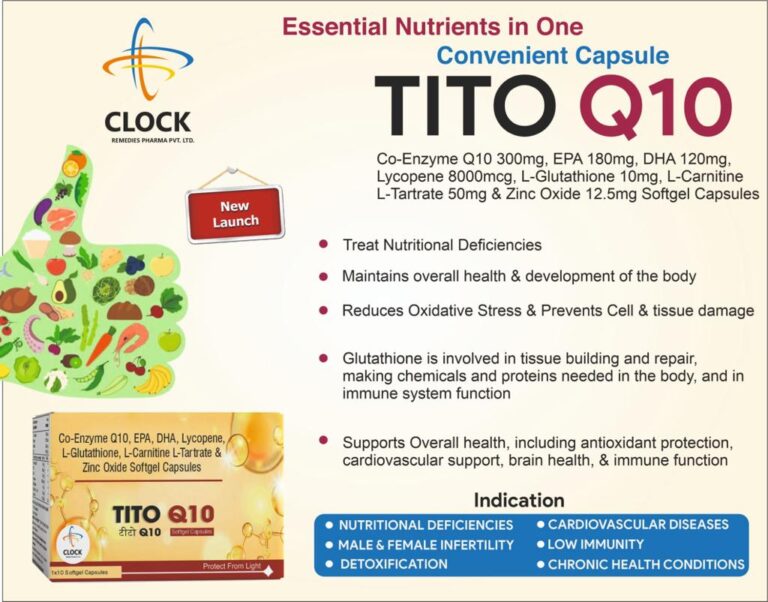 Essential Nutrients in One
Convenient Capsule
CLOCK
REMEDIES PHARMA PVT. LTD.
TITO Q10
Co-Enzyme Q10 300mg, EPA 180mg, DHA 120mg,
Lycopene 8000mcg, L-Glutathione 10mg, L-Carnitine
L-Tartrate 50mg & Zinc Oxide 12.5mg Softgel Capsules
New
Launch
Treat Nutritional Deficiencies
Maintains overall health & development of the body
Reduces Oxidative Stress & Prevents Cell & tissue damage
Glutathione is involved in tissue building and repair,
making chemicals and proteins needed in the body, and in
immune system function
Supports Overall health, including antioxidant protection,
cardiovascular support, brain health, & immune function
Co-Enzyme Q10, EPA, DHA, Lycopene,
L-Glutathione, L-Carnitine L-Tartrate &
Zinc Oxide Softgel Capsules
TITO Q10
टीटो Q10 Softgel Capsules
CLOCK
1x10 Softgel Capsules
Protect From Light
Indication
NUTRITIONAL DEFICIENCIES
MALE & FEMALE INFERTILITY
DETOXIFICATION
CARDIOVASCULAR DISEASES
LOW IMMUNITY
CHRONIC HEALTH CONDITIONS